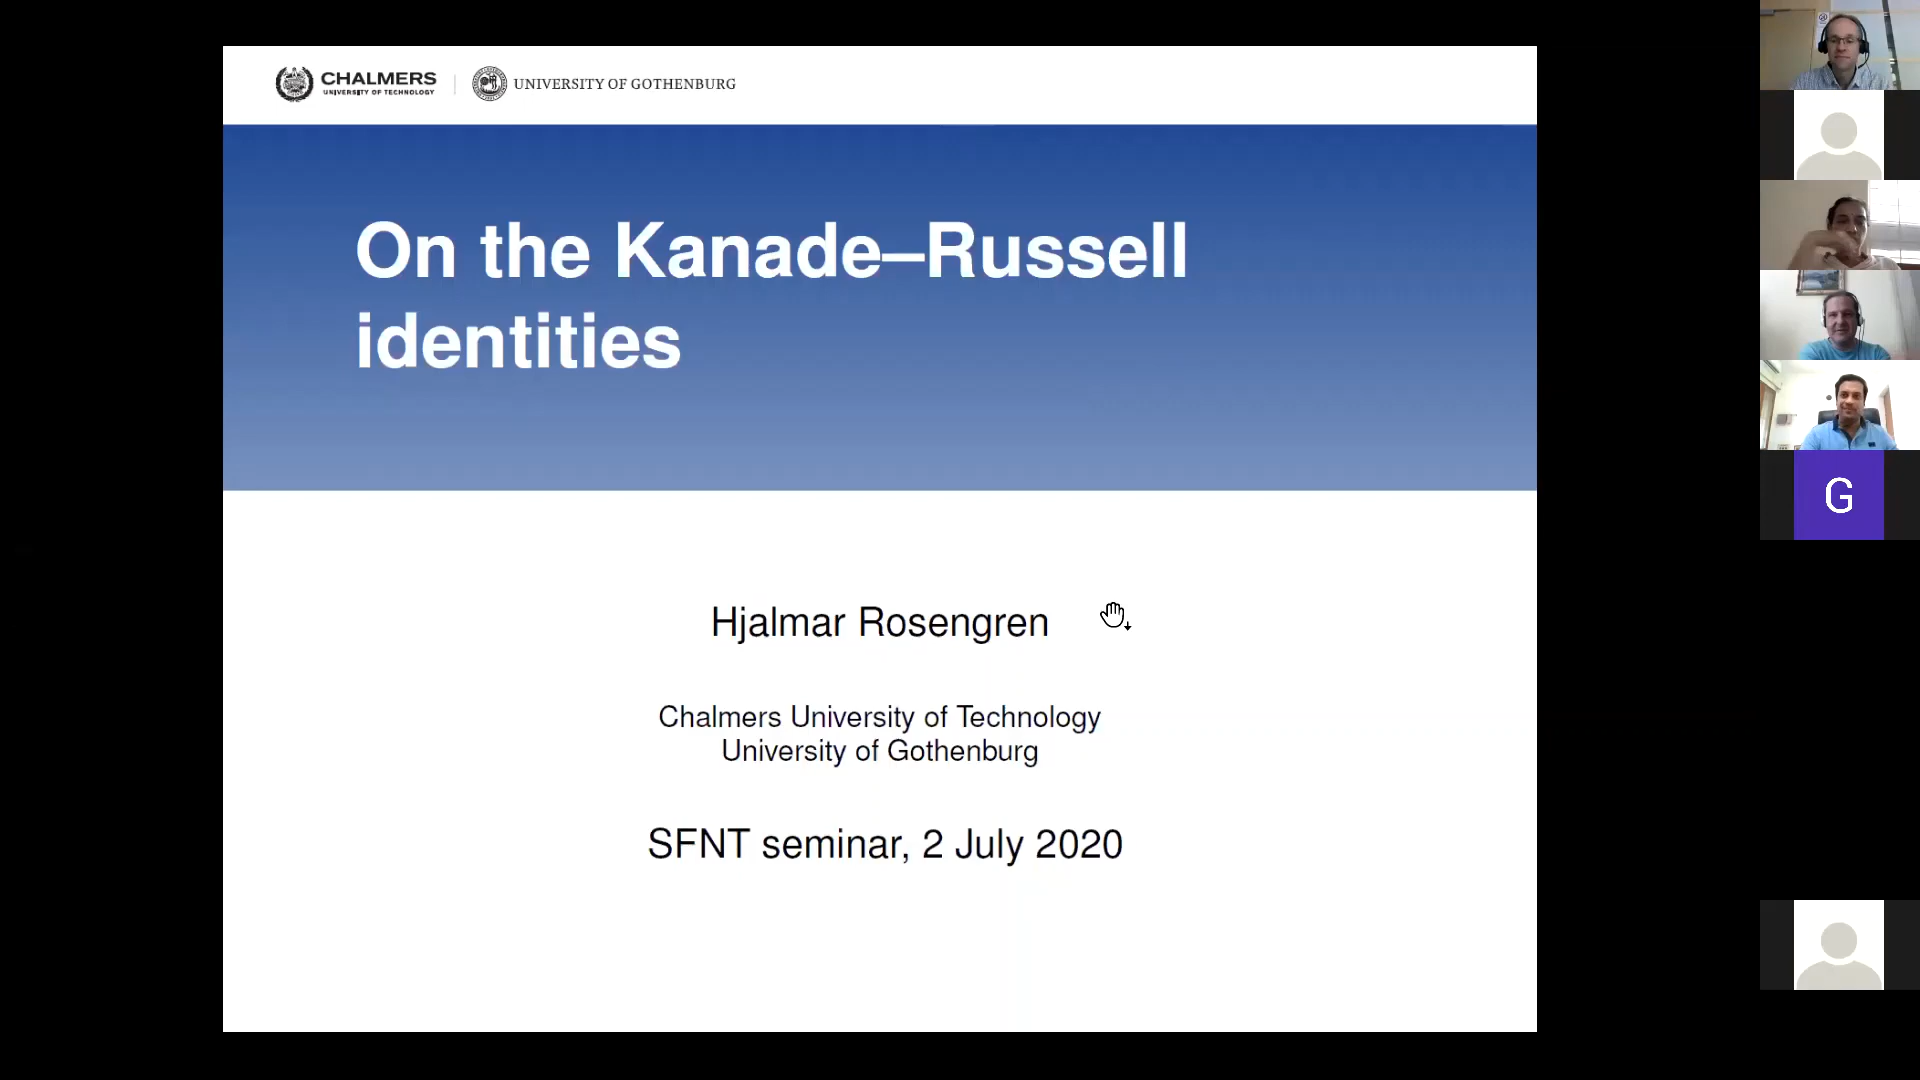 CHALMERS
UNIVERSITY OF TECHNOLOGY
UNIVERSITY OF GOTHENBURG
On the Kanade–Russell
identities
Hjalmar Rosengren
Chalmers University of Technology
University of Gothenburg
SFNT seminar, 2 July 2020
G